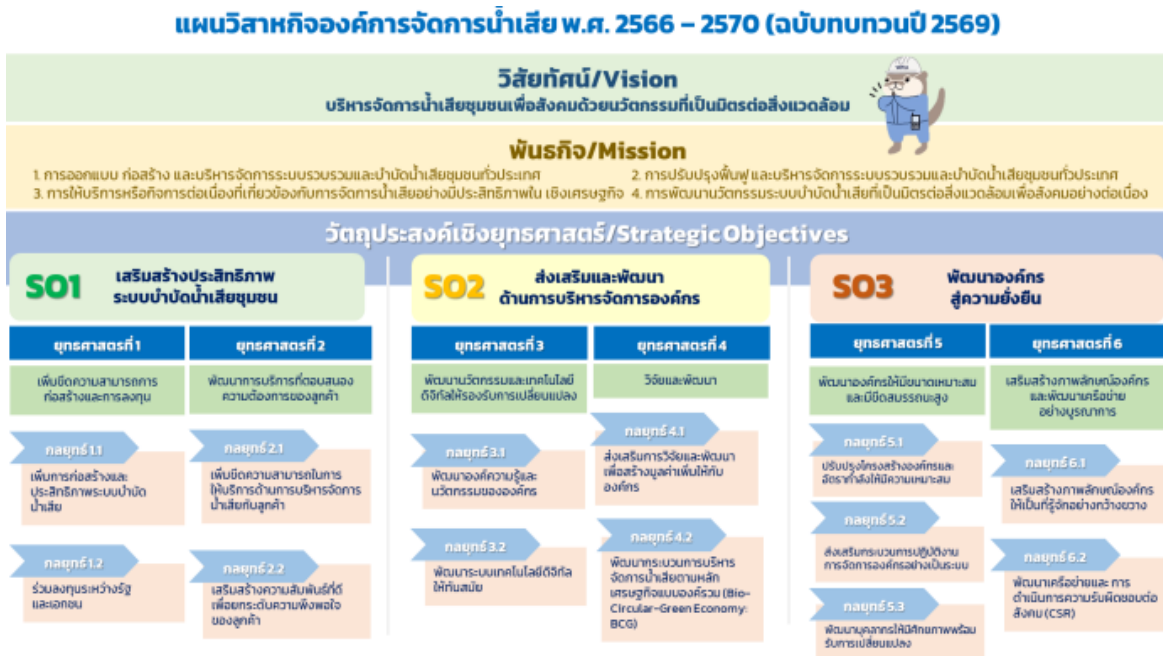 แผนวิสาหกิจองค์การจัดการน้ำเสีย พ.ศ. 2566 – 2570 (ฉบับทบทวนปี 2569)
วิสัยทัศน์/Vision
บริหารจัดการน้ำเสียชุมชนเพื่อสังคมด้วยนวัตกรรมที่เป็นมิตรต่อสิ่งแวดล้อม
พันธกิจ/Mission
1. การออกแบบ ก่อสร้าง และบริหารจัดการระบบรวบรวมและบำบัดน้ำเสียชุมชนทั่วประเทศ
2. การปรับปรุงฟื้นฟู และบริหารจัดการระบบรวบรวมและบำบัดน้ำเสียชุมชนทั่วประเทศ
3. การให้บริการหรือกิจการต่อเนื่องที่เกี่ยวข้องกับการจัดการน้ำเสียอย่างมีประสิทธิภาพใน เชิงเศรษฐกิจ
4. การพัฒนานวัตกรรมระบบบำบัดน้ำเสียที่เป็นมิตรต่อสิ่งแวดล้อมเพื่อสังคมอย่างต่อเนื่อง
วัตถุประสงค์เชิงยุทธศาสตร์/Strategic Objectives
SO1
เสริมสร้างประสิทธิภาพ
ระบบบำบัดน้ำเสียชุมชน
ยุทธศาสตร์ที่ 1
เพิ่มขีดความสามารถการ
ก่อสร้างและการลงทุน
กลยุทธ์ 1.1
เพิ่มการก่อสร้างและ
ประสิทธิภาพระบบบำบัด
น้ำเสีย
กลยุทธ์ 1.2
ร่วมลงทุนระหว่างรัฐ
และเอกชน
ยุทธศาสตร์ที่ 2
พัฒนาการบริการที่ตอบสนอง
ความต้องการของลูกค้า
กลยุทธ์ 2.1
เพิ่มขีดความสามารถในการ
ให้บริการด้านการบริหารจัดการ
น้ำเสียกับลูกค้า
กลยุทธ์ 2.2
เสริมสร้างความสัมพันธ์ที่ดี
เพื่อยกระดับความพึงพอใจ
ของลูกค้า
SO2
ส่งเสริมและพัฒนา
ด้านการบริหารจัดการองค์กร
ยุทธศาสตร์ที่ 3
พัฒนานวัตกรรมและเทคโนโลยี
ดิจิทัลให้รองรับการเปลี่ยนแปลง
กลยุทธ์ 3.1
พัฒนาองค์ความรู้และ
นวัตกรรมขององค์กร
กลยุทธ์ 3.2
พัฒนาระบบเทคโนโลยีดิจิทัล
ให้ทันสมัย
ยุทธศาสตร์ที่ 4
วิจัยและพัฒนา
กลยุทธ์ 4.1
ส่งเสริมการวิจัยและพัฒนา
เพื่อสร้างมูลค่าเพิ่มให้กับ
องค์กร
กลยุทธ์ 4.2
พัฒนากระบวนการบริหาร
จัดการน้ำเสียตามหลัก
เศรษฐกิจแบบองค์รวม (Bio-
Circular-Green Economy:
BCG)
SO3
พัฒนาองค์กร
สู่ความยั่งยืน
ยุทธศาสตร์ที่ 5
พัฒนาองค์กรให้มีขนาดเหมาะสม
และมีขีดสมรรถนะสูง
กลยุทธ์ 5.1
ปรับปรุงโครงสร้างองค์กรและ
อัตรากำลังให้มีความเหมาะสม
กลยุทธ์ 5.2
ส่งเสริมกระบวนการปฏิบัติงาน
การจัดการองค์กรอย่างเป็นระบบ
กลยุทธ์ 5.3
พัฒนาบุคลากรให้มีศักยภาพพร้อม
รับการเปลี่ยนแปลง
ยุทธศาสตร์ที่ 6
เสริมสร้างภาพลักษณ์องค์กร
และพัฒนาเครือข่าย
อย่างบูรณาการ
กลยุทธ์ 6.1
เสริมสร้างภาพลักษณ์องค์กร
ให้เป็นที่รู้จักอย่างกว้างขวาง
กลยุทธ์ 6.2
พัฒนาเครือข่ายและ การ
ดำเนินการความรับผิดชอบต่อ
สังคม (CSR)